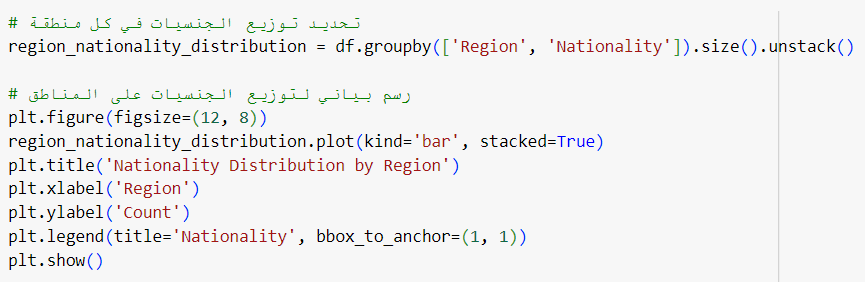 # تحديد توزيع الجنسيات في كل منطقة
region_nationality_distribution = df.groupby(['Region', 'Nationality']).size().unstack()
# رسم بياني لتوزيع الجنسيات على المناطق
plt.figure(figsize=(12, 8))
region_nationality_distribution.plot(kind='bar', stacked=True)
plt.title('Nationality Distribution by Region')
plt.xlabel('Region')
plt.ylabel('Count')
plt.legend(title='Nationality', bbox_to_anchor=(1, 1))
plt.show()